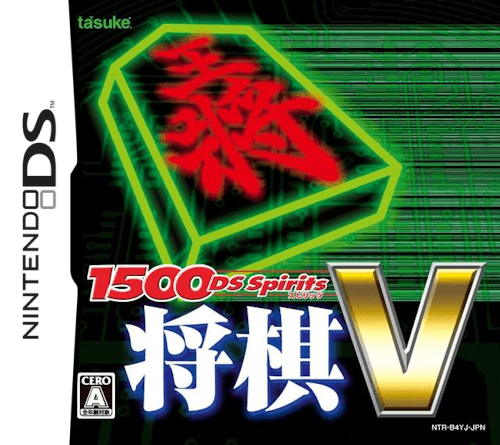 tasuke
NINTENDO DS™
王将
1500 DS Spirits
スピリッツ
将棋V
CERO
A
全年齢対象
NTR-B4YJ-JPN